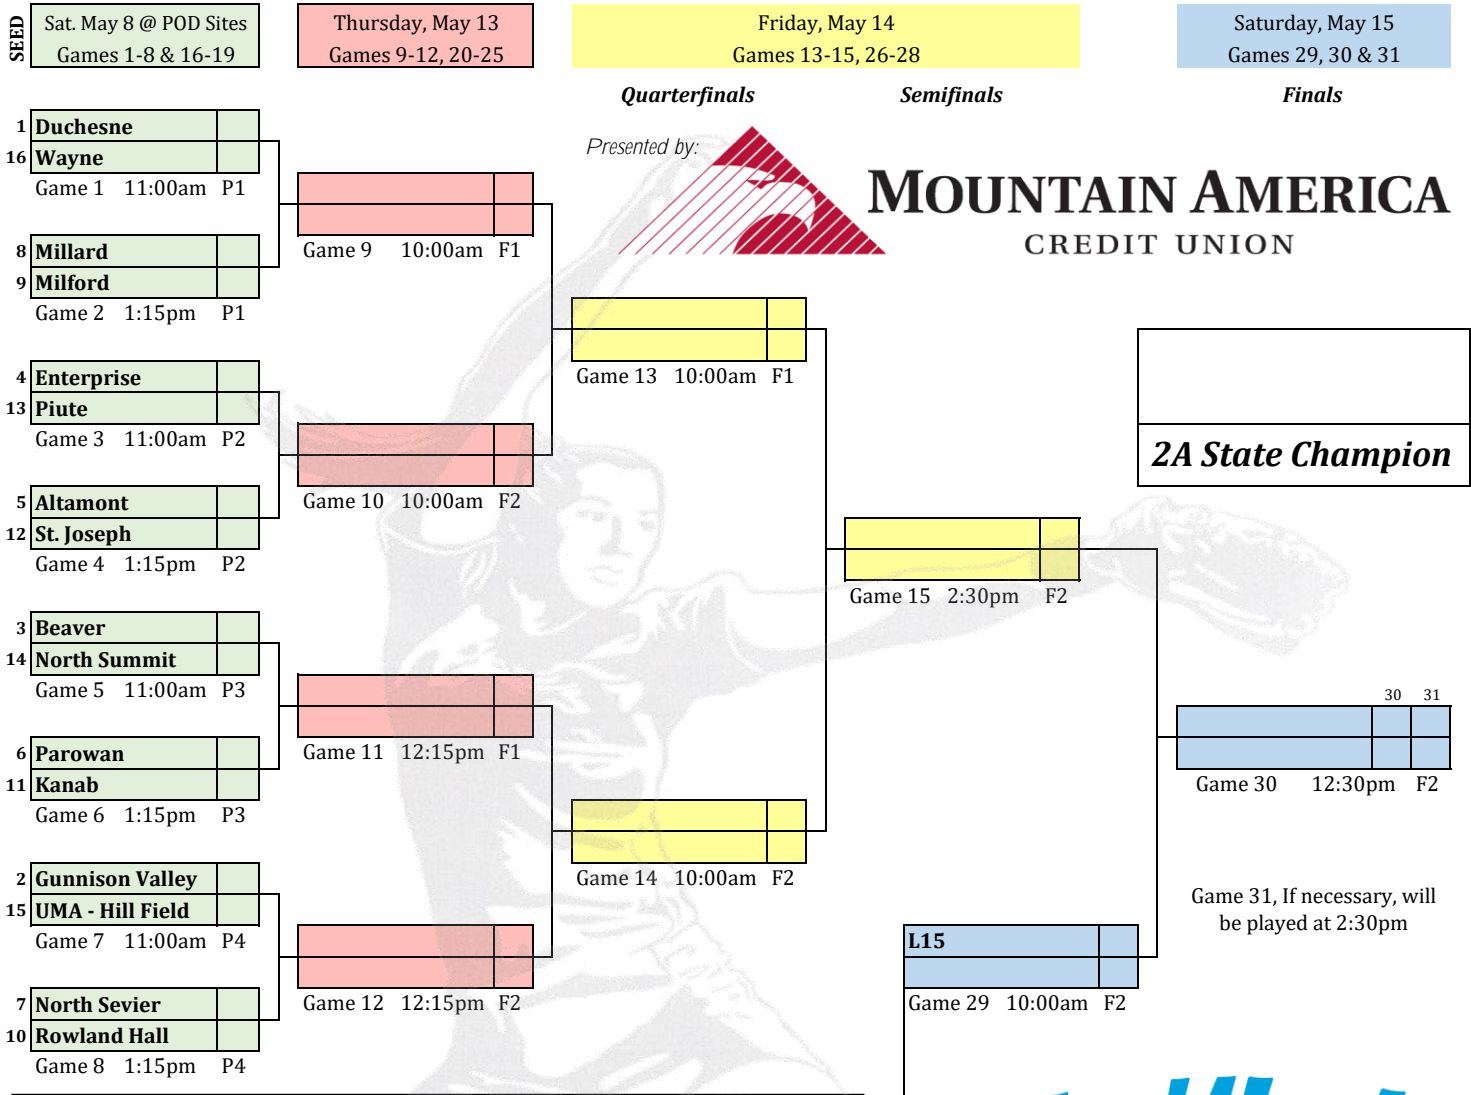 SEED
Sat. May 8 @ POD Sites
Games 1-8 & 16-19
Thursday, May 13
Games 9-12, 20-25
Friday, May 14
Games 13-15, 26-28
Saturday, May 15
Games 29, 30 & 31
Quarterfinals
Semifinals
Finals
Presented by:
MOUNTAIN AMERICA
CREDIT UNION
1 Duchesne
16 Wayne
Game 1 11:00am P1
8 Millard
9 Milford
Game 2 1:15pm P1
4 Enterprise
13 Piute
Game 3 11:00am P2
5 Altamont
12 St. Joseph
Game 4 1:15pm P2
3 Beaver
14 North Summit
Game 5 11:00am P3
6 Parowan
11 Kanab
Game 6 1:15pm P3
2 Gunnison Valley
15 UMA - Hill Field
Game 7 11:00am P4
7 North Sevier
10 Rowland Hall
Game 8 1:15pm P4
Game 9 10:00am F1
Game 10 10:00am F2
Game 11 12:15pm F1
Game 12 12:15pm F2
Game 13 10:00am F1
Game 14 10:00am F2
Game 15 2:30pm F2
L15
Game 29 10:00am F2
2A State Champion
30 31
Game 30 12:30pm F2
Game 31, If necessary, will
be played at 2:30pm